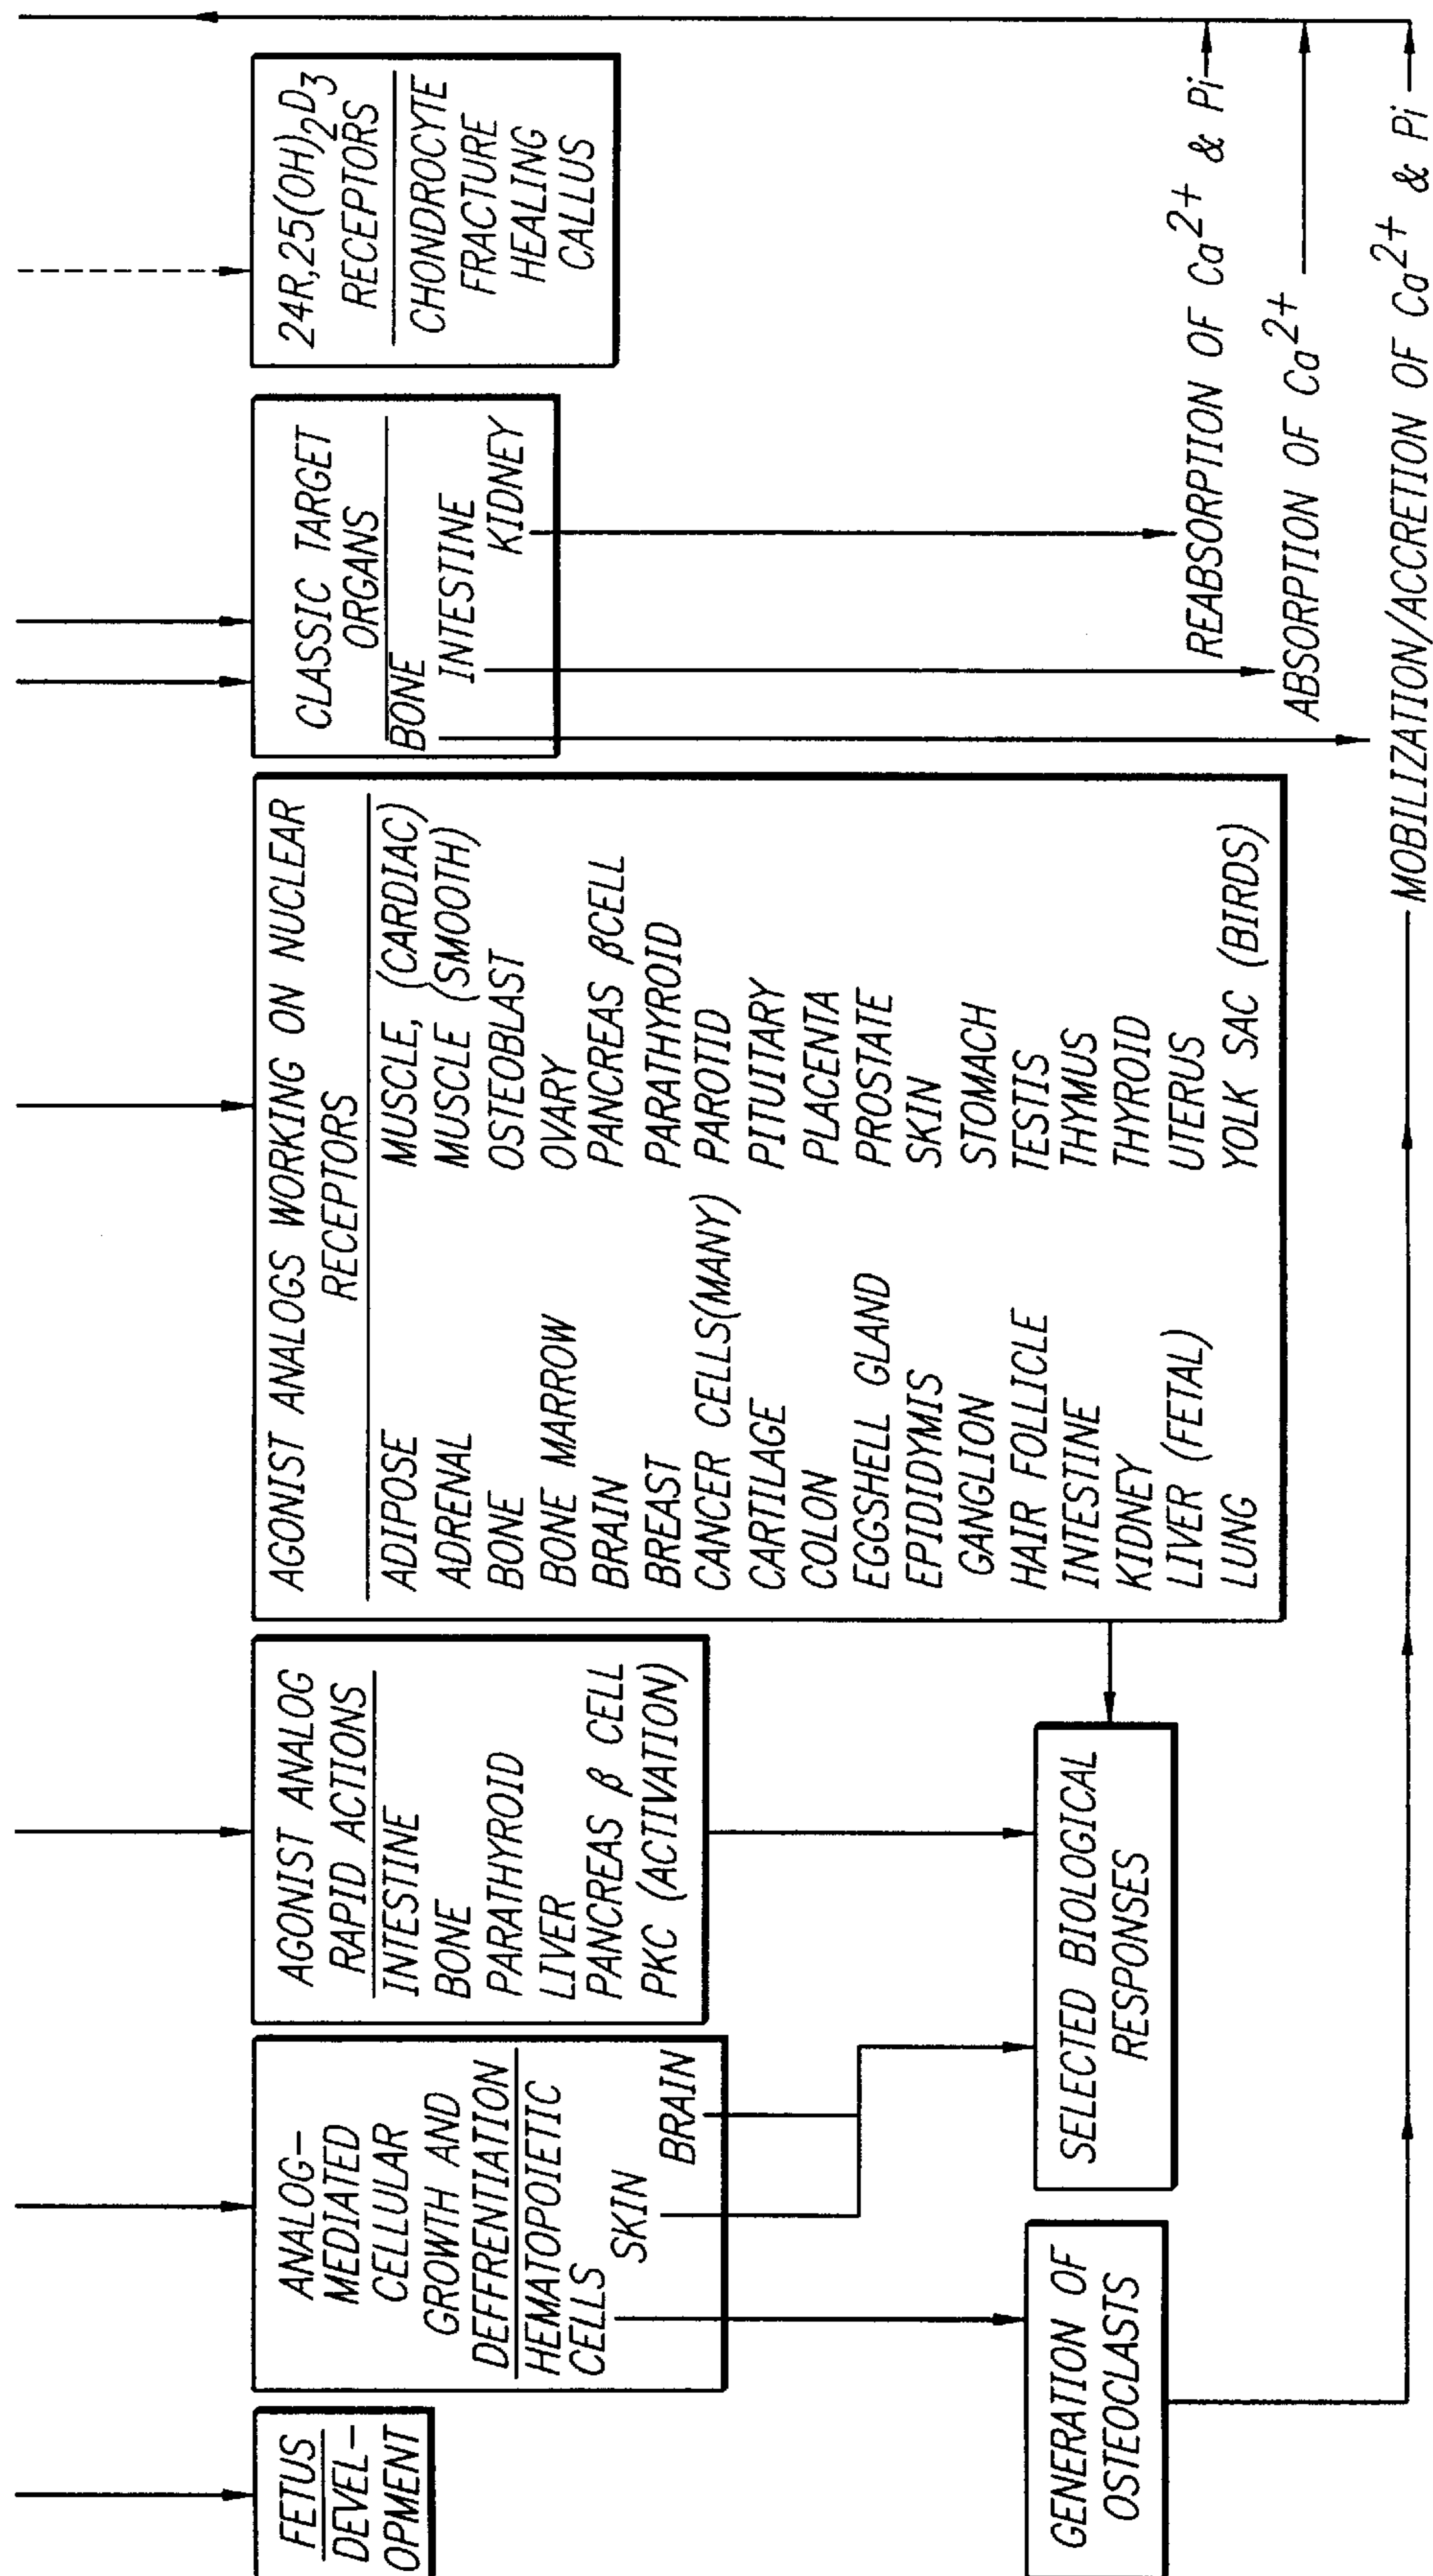 FETUS
DEVEL-
OPMENT
ANALOG-
MEDIATED
CELLULAR
GROWTH AND
DEFFRENTIATION
HEMATOPOIETIC
CELLS
SKIN
BRAIN
AGONIST ANALOG
RAPID ACTIONS
INTESTINE
BONE
PARATHYROID
LIVER
PANCREAS β CELL
PKC (ACTIVATION)
AGONIST ANALOGS WORKING ON NUCLEAR
RECEPTORS
ADIPOSE
ADRENAL
BONE
BONE MARROW
BRAIN
BREAST
CANCER CELLS(MANY)
CARTILAGE
COLON
EGGSHELL GLAND
EPIDIDYMIS
GANGLION
HAIR FOLLICLE
INTESTINE
KIDNEY
LIVER (FETAL)
LUNG
MUSCLE, (CARDIAC)
MUSCLE (SMOOTH)
OSTEOBLAST
OVARY
PANCREAS βCELL
PARATHYROID
PAROTID
PITUITARY
PLACENTA
PROSTATE
SKIN
STOMACH
TESTIS
THYMUS
THYROID
UTERUS
YOLK SAC (BIRDS)
CLASSIC TARGET
ORGANS
BONE
INTESTINE
KIDNEY
24R,25(OH)2D3
RECEPTORS
CHONDROCYTE
FRACTURE
HEALING
CALLUS
GENERATION OF
OSTEOCLASTS
SELECTED BIOLOGICAL
RESPONSES
REABSORPTION OF Ca2+ & Pi
ABSORPTION OF Ca2+
MOBILIZATION/ACCRETION OF Ca2+ & Pi